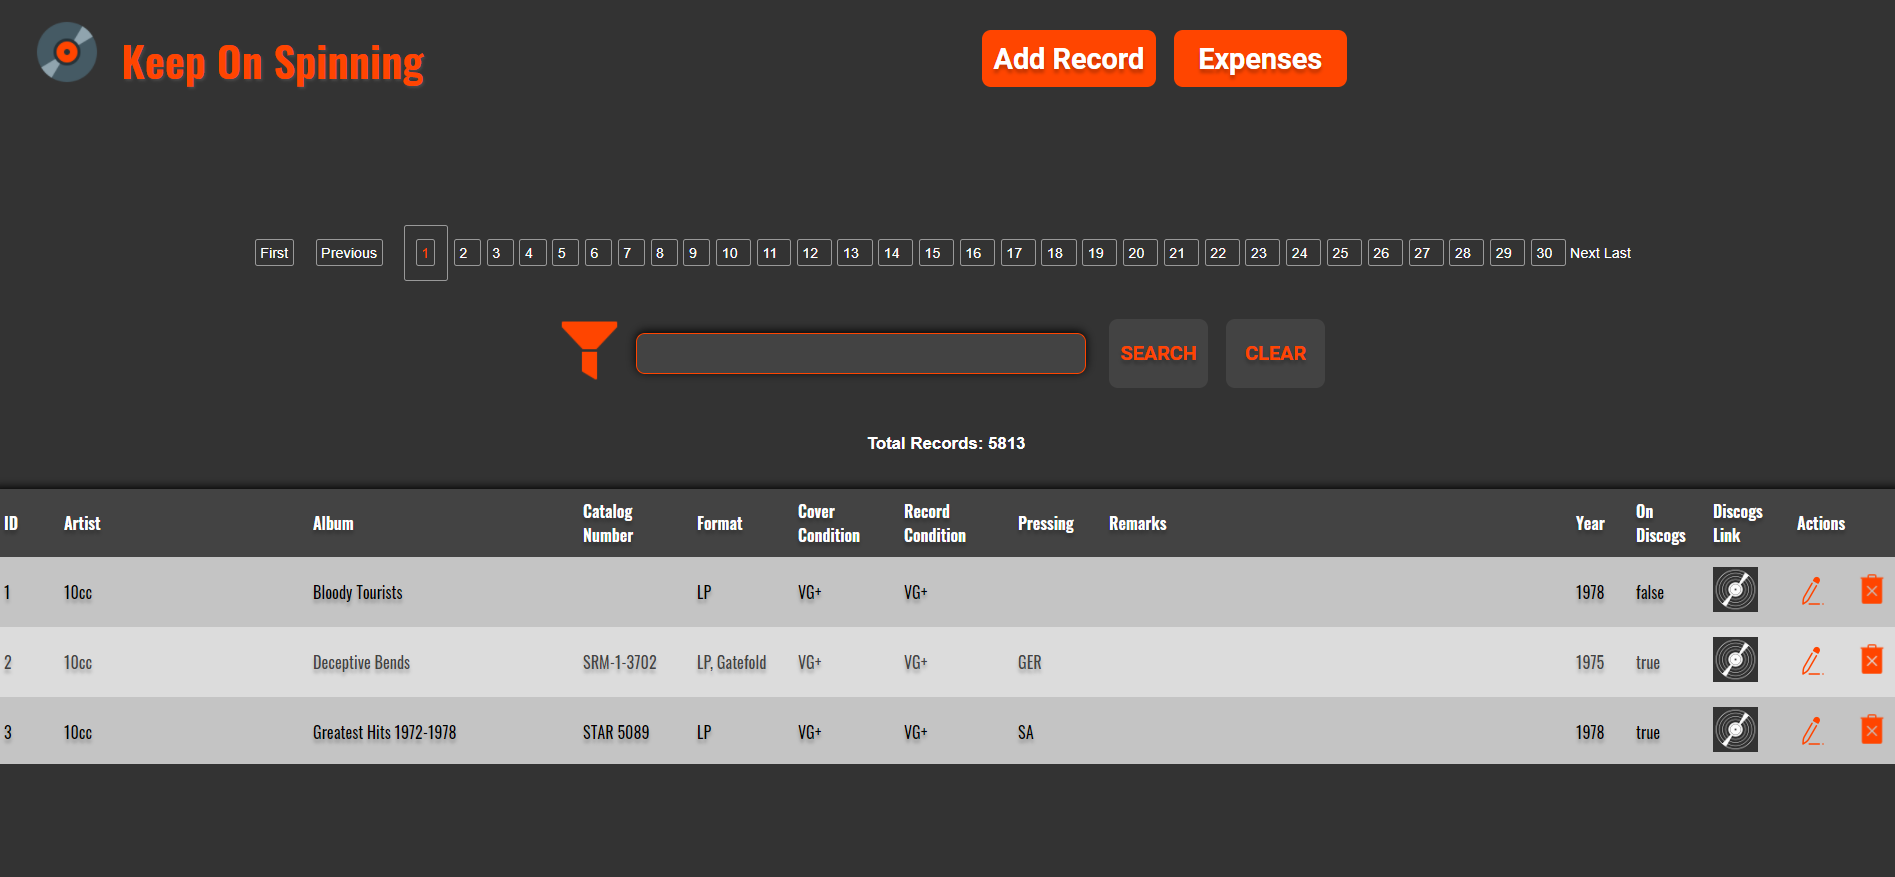 Keep On Spinning
Add Record Expenses
First Previous 1 2 3 4 5 6 7 8 9 10 11 12 13 14 15 16 17 18 19 20 21 22 23 24 25 26 27 28 29 30 Next Last
SEARCH CLEAR
Total Records: 5813
ID Artist Album Catalog Number Format Cover Condition Record Condition Pressing Remarks Year On Discogs Discogs Link Actions
1 10cc Bloody Tourists LP VG+ VG+ 1978 false
2 10cc Deceptive Bends SRM-1-3702 LP, Gatefold VG+ VG+ GER 1975 true
3 10cc Greatest Hits 1972-1978 STAR 5089 LP VG+ VG+ SA 1978 true